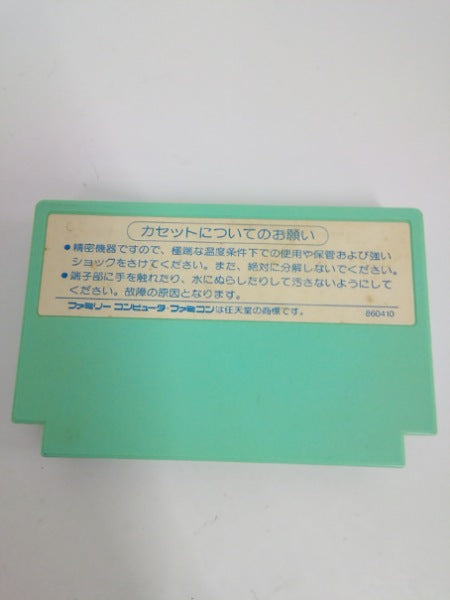 カセットについてのお願い
●精密機器ですので、極端な温度条件下での使用や保管および強い
ショックをさけてください。また、絶対に分解しないでください。
●端子部に手を触れたり、水にぬらしたりして汚さないようにして
ください。故障の原因となります。
ファミリーコンピュータ・ファミコンは任天堂の商標です。
860410